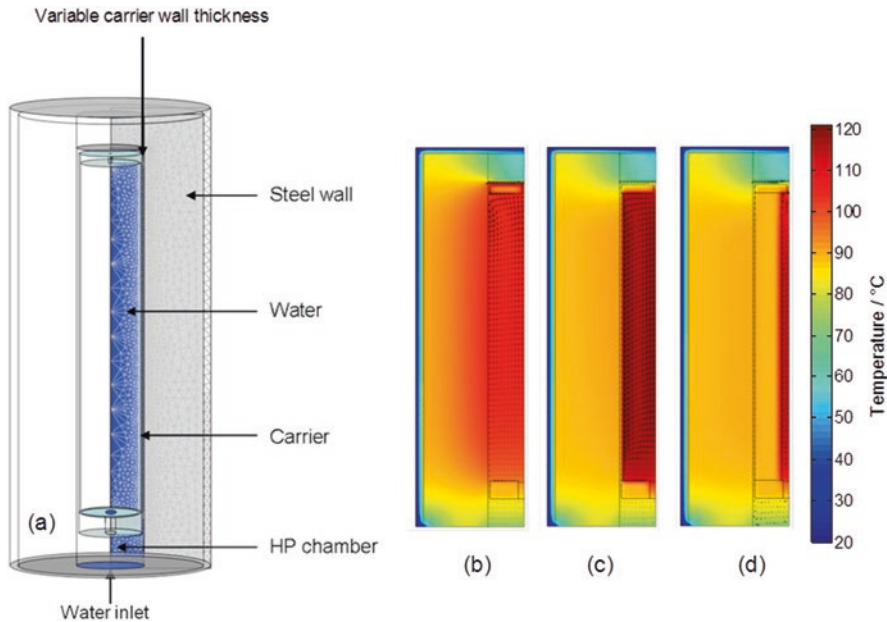 Variable carrier wall thickness
Steel wall
Water
Carrier
HP chamber
Water inlet
(a)
(b)
(c)
(d)
120
110
100
90
80
70
60
50
40
30
20
Temperature / °C